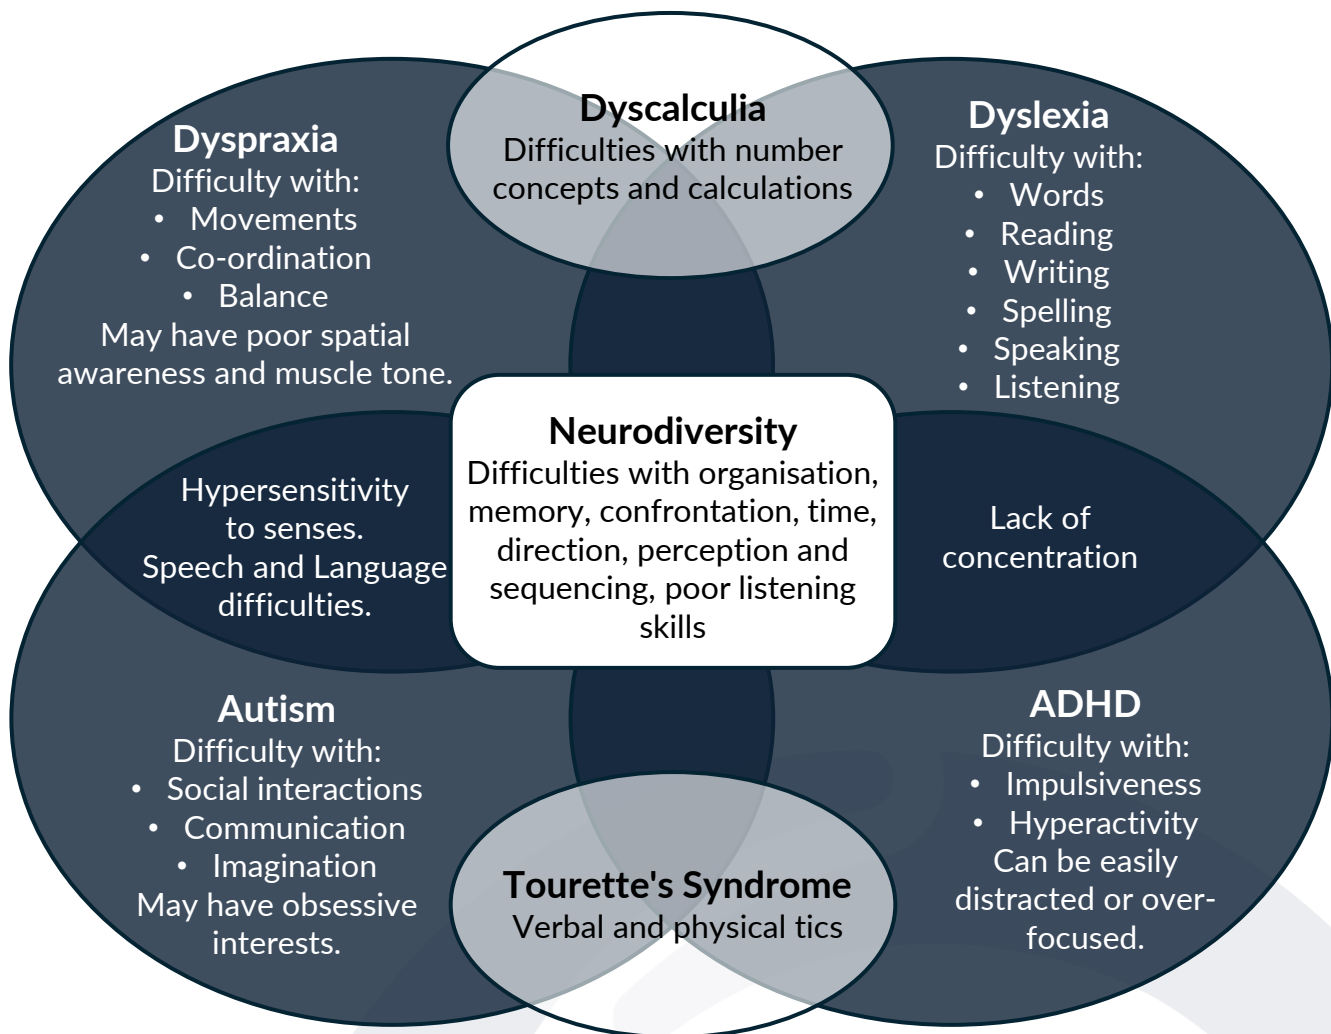 Dyscalculia
Difficulties with number
concepts and calculations
Dyspraxia
Difficulty with:
• Movements
• Co-ordination
• Balance
May have poor spatial
awareness and muscle tone.
Dyslexia
Difficulty with:
• Words
• Reading
• Writing
• Spelling
• Speaking
• Listening
Hypersensitivity
to senses.
Speech and Language
difficulties.
Neurodiversity
Difficulties with organisation,
memory, confrontation, time,
direction, perception and
sequencing, poor listening
skills
Lack of
concentration
Autism
Difficulty with:
• Social interactions
• Communication
• Imagination
May have obsessive
interests.
Tourette's Syndrome
Verbal and physical tics
ADHD
Difficulty with:
• Impulsiveness
• Hyperactivity
Can be easily
distracted or over-
focused.